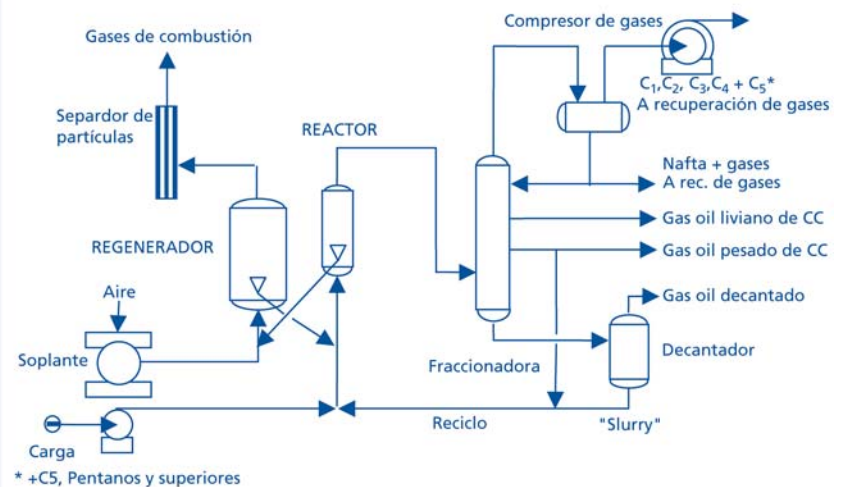 Compresor de gases
Gases de combustión
C₁,C₂, C₃,C₄ + C₅*
A recuperación de gases
Separdor de
partículas
REACTOR
Nafta + gases
A rec. de gases
Gas oil liviano de CC
REGENERADOR
Gas oil pesado de CC
Aire
Gas oil decantado
Soplante
Fraccionadora
Decantador
Reciclo
"Slurry"
Carga
* +C5, Pentanos y superiores